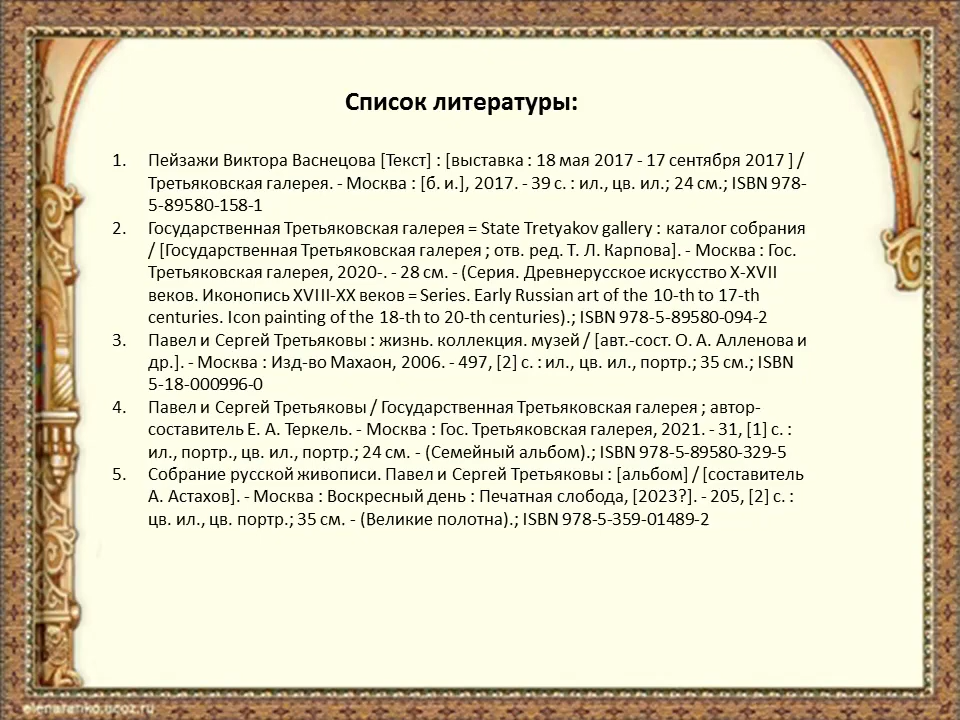 Список литературы:
1. Пейзажи Виктора Васнецова [Текст] : [выставка : 18 мая 2017 - 17 сентября 2017 ] /
Третьяковская галерея. - Москва : [б. и.], 2017. - 39 с. : ил., цв. ил.; 24 см.; ISBN 978-
5-89580-158-1
2. Государственная Третьяковская галерея = State Tretyakov gallery : каталог собрания
/ [Государственная Третьяковская галерея ; отв. ред. Т. Л. Карпова]. - Москва : Гос.
Третьяковская галерея, 2020-. - 28 см. - (Серия. Древнерусское искусство X-XVII
веков. Иконопись XVIII-XX веков = Series. Early Russian art of the 10-th to 17-th
centuries. Icon painting of the 18-th to 20-th centuries).; ISBN 978-5-89580-094-2
3. Павел и Сергей Третьяковы : жизнь. коллекция. музей / [авт.-сост. О. А. Алленова и
др.]. - Москва : Изд-во Махаон, 2006. - 497, [2] с. : ил., цв. ил., портр.; 35 см.; ISBN
5-18-000996-0
4. Павел и Сергей Третьяковы / Государственная Третьяковская галерея ; автор-
составитель Е. А. Теркель. - Москва : Гос. Третьяковская галерея, 2021. - 31, [1] с. :
ил., портр., цв. ил., портр.; 24 см. - (Семейный альбом).; ISBN 978-5-89580-329-5
5. Собрание русской живописи. Павел и Сергей Третьяковы : [альбом] / [составитель
А. Астахов]. - Москва : Воскресный день : Печатная слобода, [2023?]. - 205, [2] с. :
цв. ил., цв. портр.; 35 см. - (Великие полотна).; ISBN 978-5-359-01489-2
elenaranko.ucoz.ru